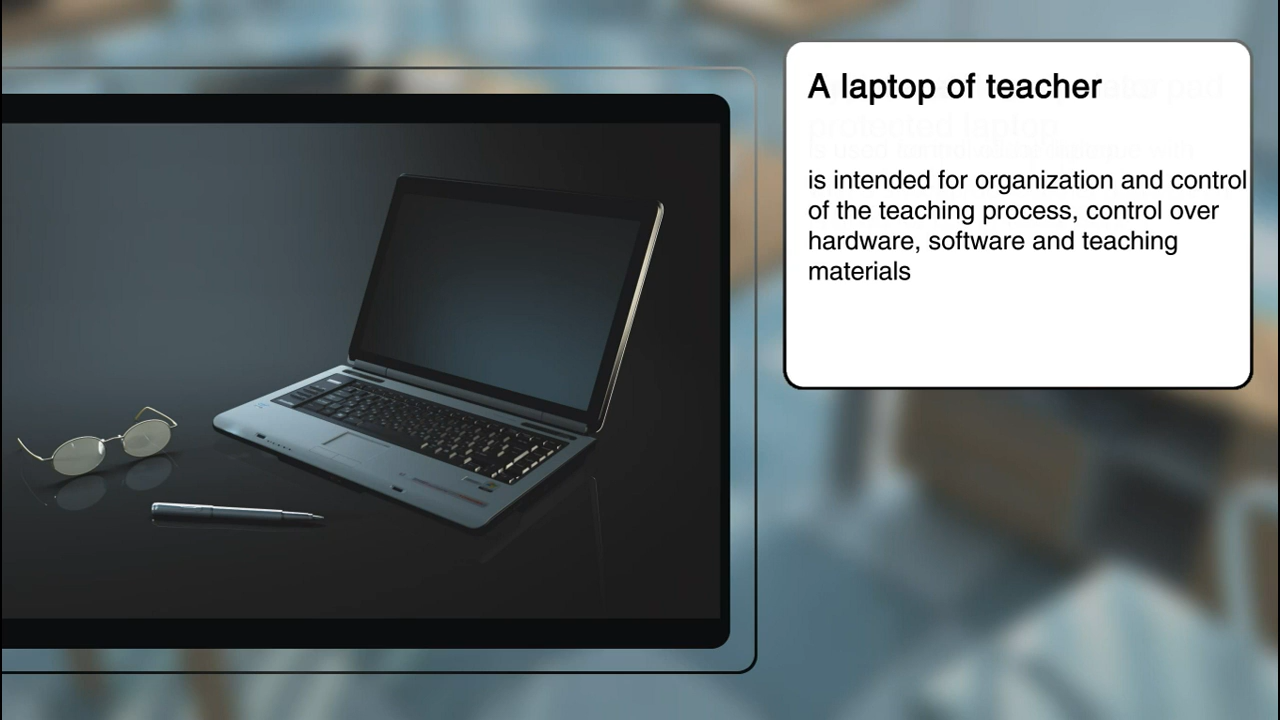 A laptop of teacher
is intended for organization and control
of the teaching process, control over
hardware, software and teaching
materials